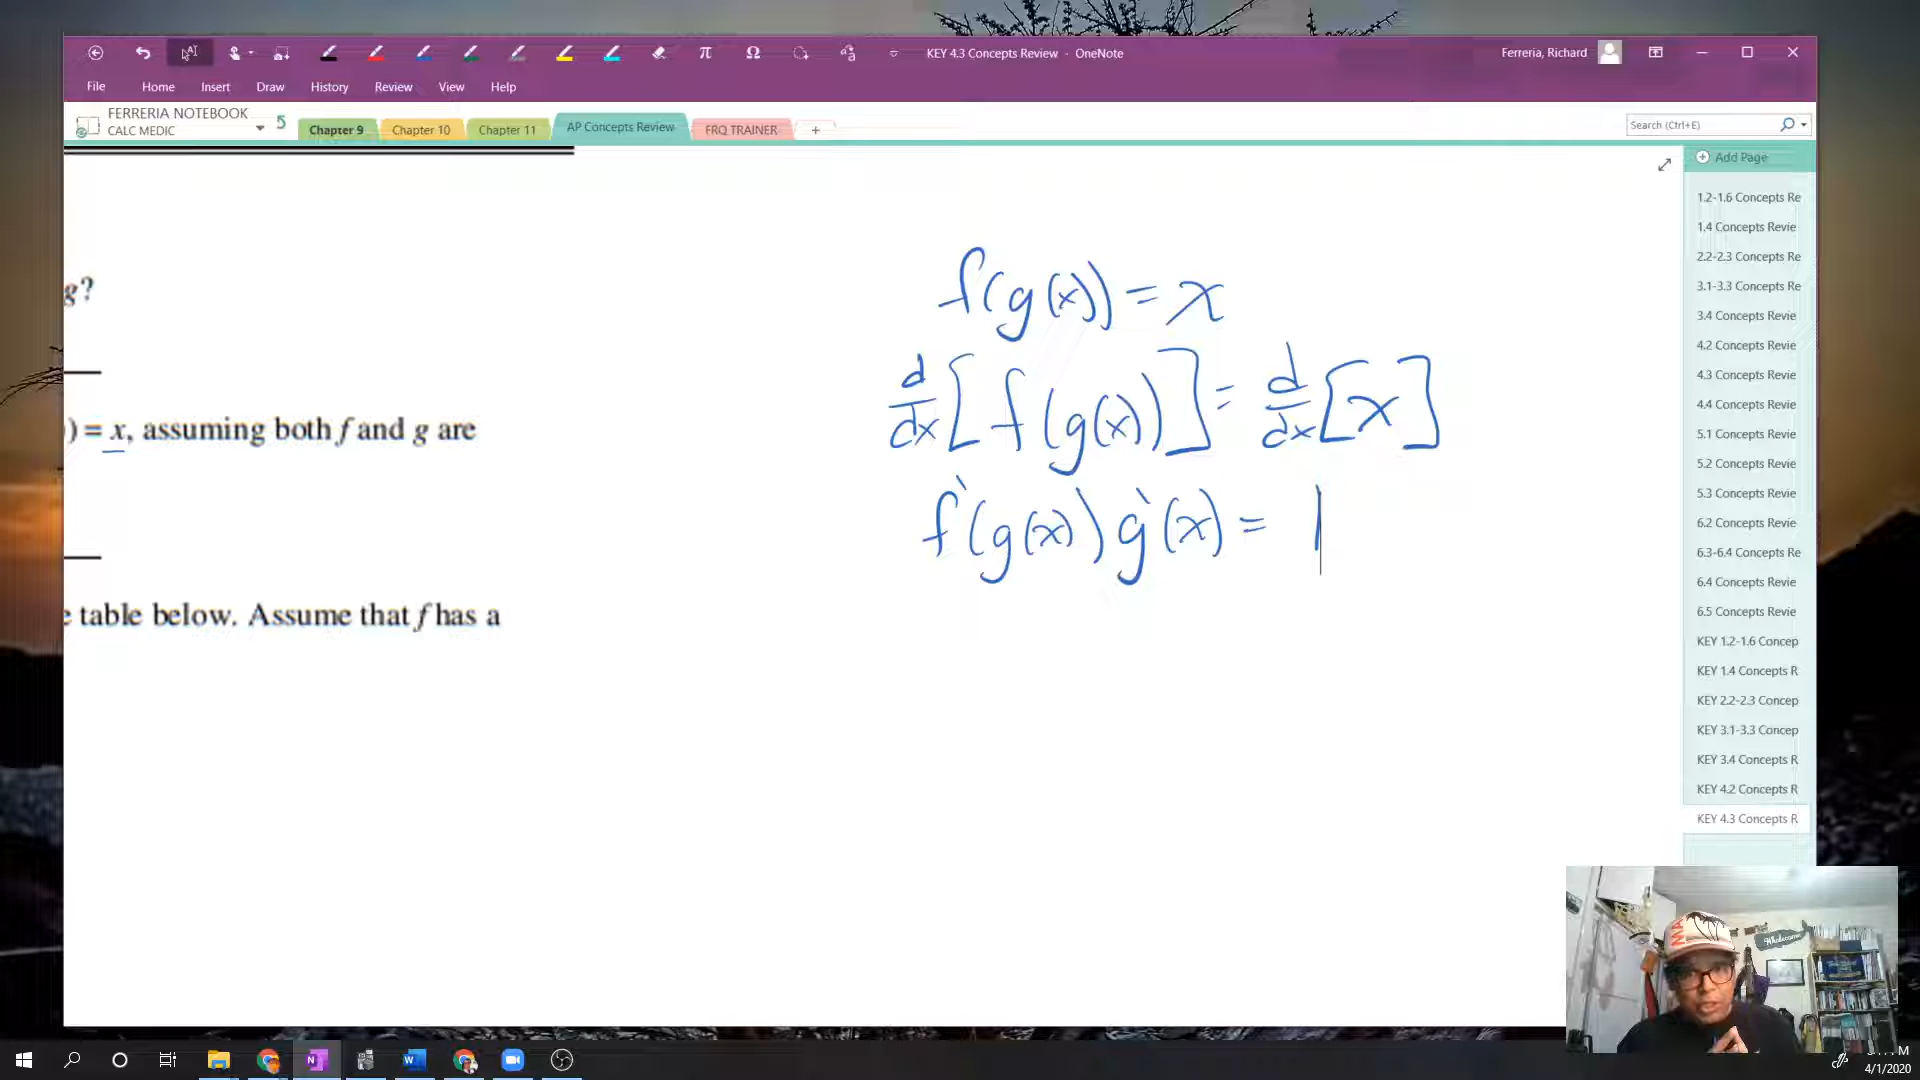 KEY 4.3 Concepts Review - OneNote
Ferreria, Richard
File Home Insert Draw History Review View Help
FERRERIA NOTEBOOK
CALC MEDIC
5
Chapter 9 Chapter 10 Chapter 11 AP Concepts Review FRQ TRAINER +
Search (Ctrl+E)
Add Page
g?
) = x, assuming both f and g are
e table below. Assume that f has a
f(g(x)) = x
d/dx [f(g(x))] = d/dx [x]
f'(g(x)) g'(x) = 1
1.2-1.6 Concepts Re
1.4 Concepts Revie
2.2-2.3 Concepts Re
3.1-3.3 Concepts Re
3.4 Concepts Revie
4.2 Concepts Revie
4.3 Concepts Revie
4.4 Concepts Revie
5.1 Concepts Revie
5.2 Concepts Revie
5.3 Concepts Revie
6.2 Concepts Revie
6.3-6.4 Concepts Re
6.4 Concepts Revie
6.5 Concepts Revie
KEY 1.2-1.6 Concep
KEY 1.4 Concepts R
KEY 2.2-2.3 Concep
KEY 3.1-3.3 Concep
KEY 3.4 Concepts R
KEY 4.2 Concepts R
KEY 4.3 Concepts R
MA
4/1/2020